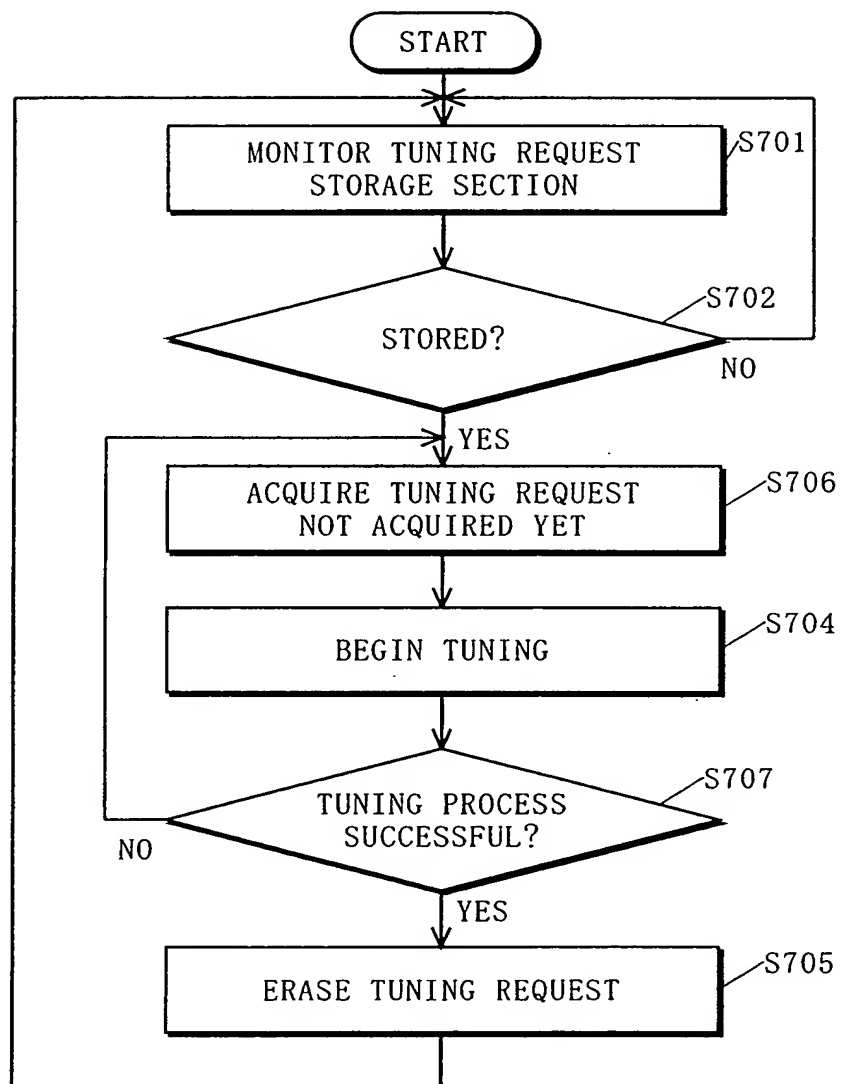 START
MONITOR TUNING REQUEST
STORAGE SECTION
S701
STORED?
S702
NO
YES
ACQUIRE TUNING REQUEST
NOT ACQUIRED YET
S706
BEGIN TUNING
S704
TUNING PROCESS
SUCCESSFUL?
S707
NO
YES
ERASE TUNING REQUEST
S705